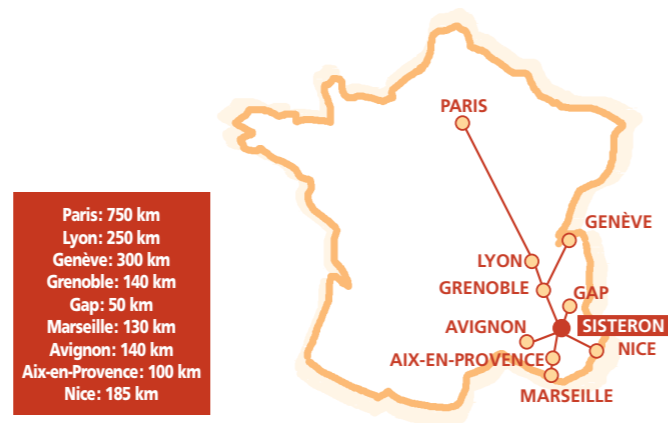 PARIS
GENÈVE
LYON
GRENOBLE
GAP
AVIGNON
SISTERON
NICE
AIX-EN-PROVENCE
MARSEILLE
Paris: 750 km
Lyon: 250 km
Genève: 300 km
Grenoble: 140 km
Gap: 50 km
Marseille: 130 km
Avignon: 140 km
Aix-en-Provence: 100 km
Nice: 185 km